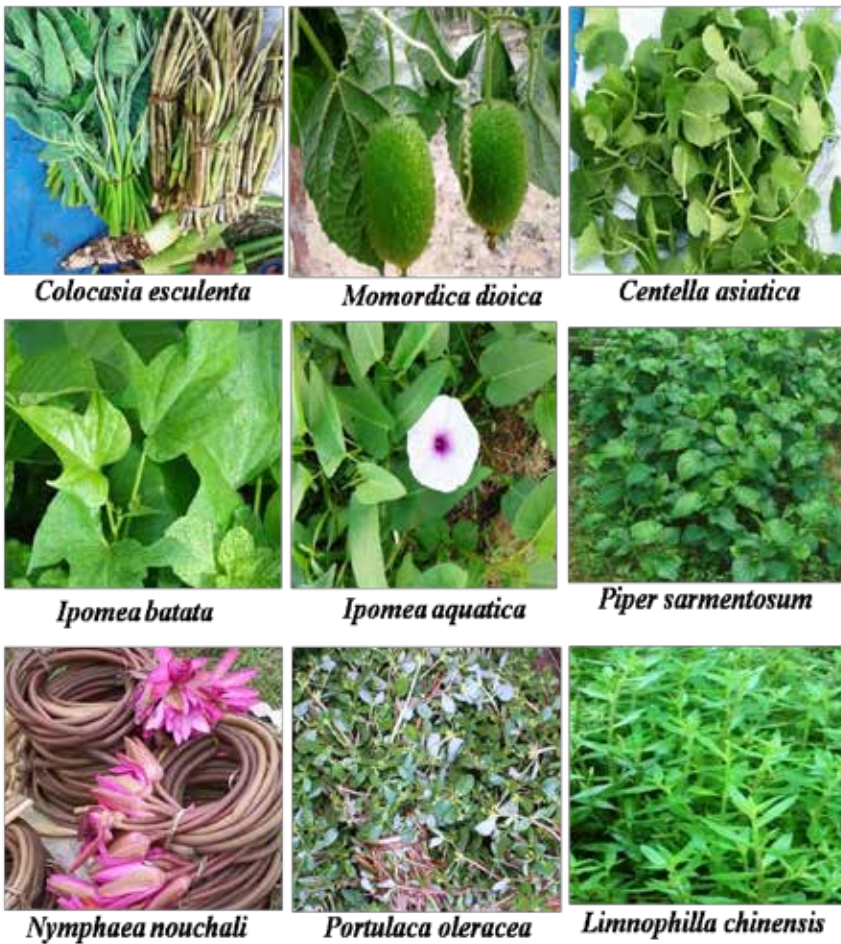 Colocasia esculenta
Momordica dioica
Centella asiatica
Ipomea batata
Ipomea aquatica
Piper sarmentosum
Nymphaea nouchali
Portulaca oleracea
Limnophilla chinensis